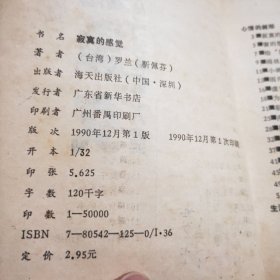 书 名 寂寞的感觉
著 者 (台湾)罗兰(靳佩芬)
出版者 海天出版社(中国·深圳)
发行者 广东省新华书店
印刷者 广州番禺印刷厂
版 次 1990年12月第1版 1990年12月第1次印刷
开 本 1/32
印 张 5.625
字 数 120千字
印 数 1—50000
ISBN 7—80542—125—0/I·36
定 价 2.95元